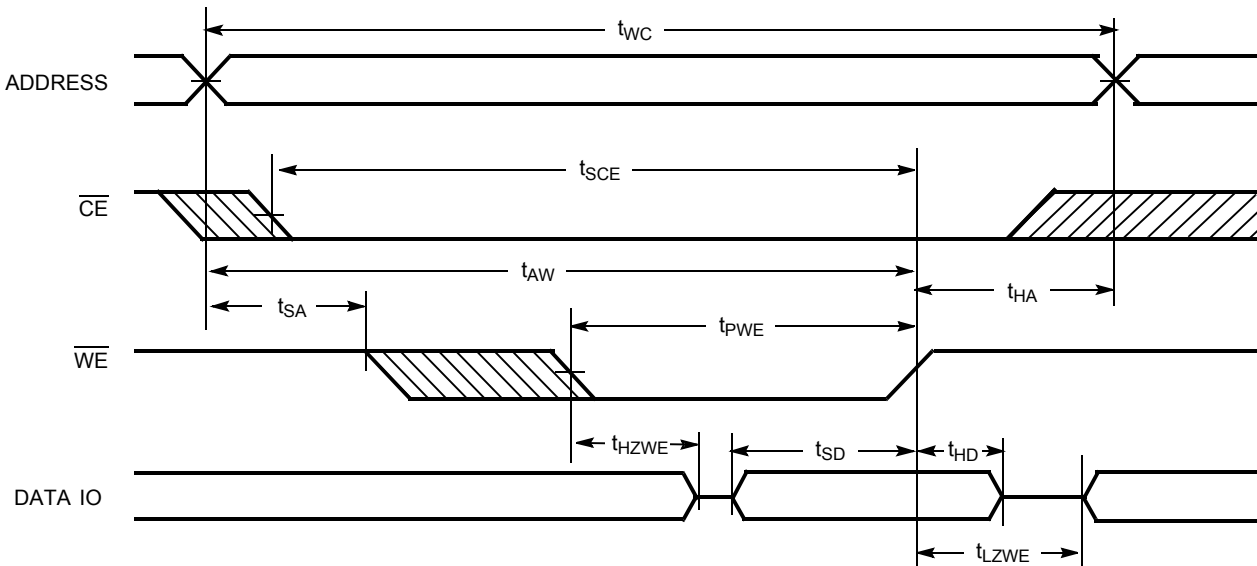 tWC
ADDRESS
tSCE
CE
tAW
tSA
tHA
tPWE
WE
tHZWE
tSD
tHD
DATA IO
tLZWE